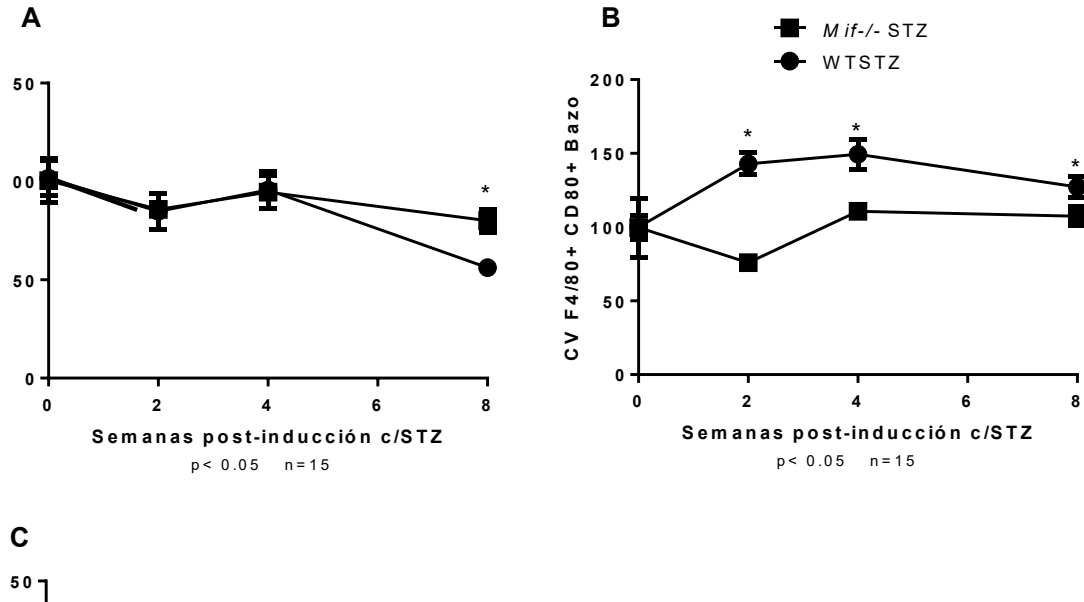 A
50
00
50
0
*
0 2 4 6 8
Semanas post-inducción c/STZ
p< 0.05 n=15
B
Mif-/- STZ
WTSTZ
CV F4/80+ CD80+ Bazo
200
150
100
50
0
* * *
0 2 4 6 8
Semanas post-inducción c/STZ
p< 0.05 n=15
C
50